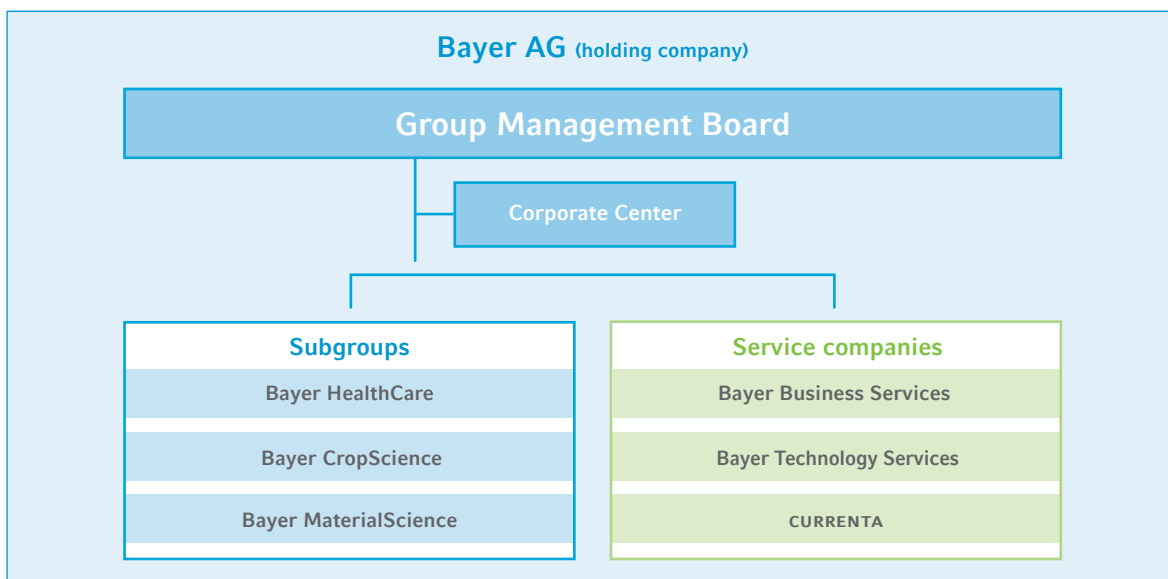 Bayer AG (holding company)
Group Management Board
Corporate Center
Subgroups
Bayer HealthCare
Bayer CropScience
Bayer MaterialScience
Service companies
Bayer Business Services
Bayer Technology Services
CURRENTA